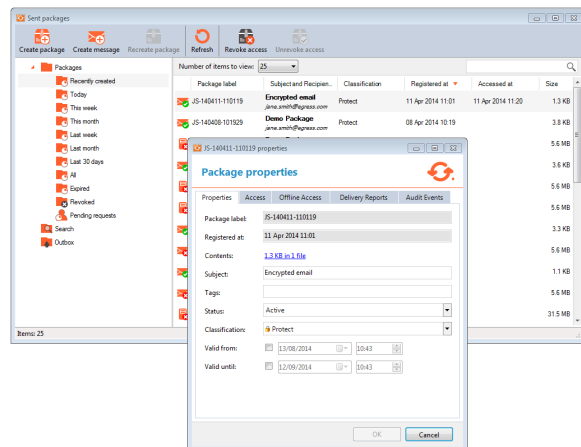 Sent packages
Create package Create message Recreate package Refresh Revoke access Unrevoke access
Packages
Recently created
Today
This week
This month
Last week
Last month
Last 30 days
All
Expired
Revoked
Pending requests
Search
Outbox
Number of items to view: 25
Package label Subject and Recipien... Classification Registered at Accessed at Size
JS-140411-110119 Encrypted email Protect 11 Apr 2014 11:01 11 Apr 2014 11:20 1.3 KB
jane.smith@egress.com
JS-140408-101929 Demo Package Protect 08 Apr 2014 10:19 3.8 KB
jane.smith@egress.com
5.6 MB
3.6 KB
5.6 MB
5.6 MB
3.3 KB
5.6 MB
1.1 KB
5.6 MB
31.5 MB
Items: 25
JS-140411-110119 properties
Package properties
Properties Access Offline Access Delivery Reports Audit Events
Package label: JS-140411-110119
Registered at: 11 Apr 2014 11:01
Contents: 1.3 KB in 1 file
Subject: Encrypted email
Tags:
Status: Active
Classification: Protect
Valid from: 13/08/2014 10:43
Valid until: 12/09/2014 10:43
OK Cancel